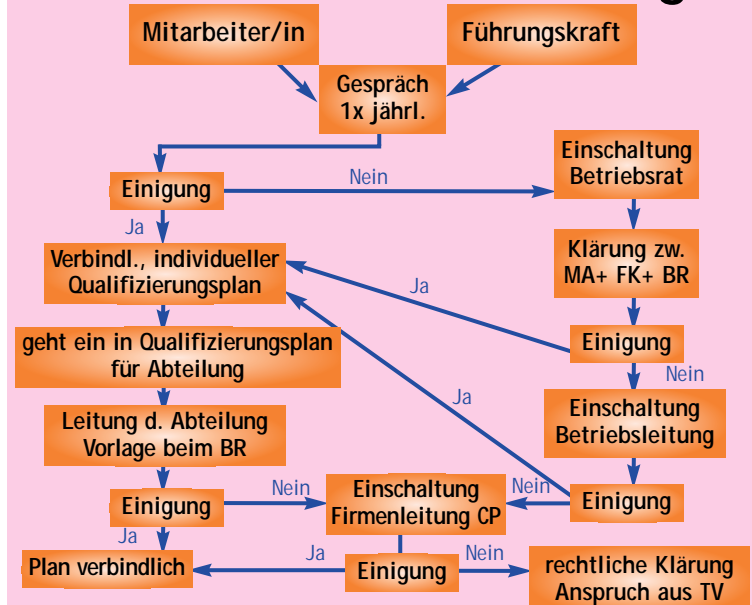 Mitarbeiter/in
Führungskraft
Gespräch
1x jährl.
Einigung
Nein
Einschaltung
Betriebsrat
Ja
Verbindl., individueller
Qualifizierungsplan
Klärung zw.
MA+ FK+ BR
Ja
geht ein in Qualifizierungsplan
für Abteilung
Einigung
Nein
Ja
Leitung d. Abteilung
Vorlage beim BR
Einschaltung
Betriebsleitung
Einigung
Nein
Einschaltung
Firmenleitung CP
Nein
Einigung
Ja
Plan verbindlich
Ja
Einigung
Nein
rechtliche Klärung
Anspruch aus TV